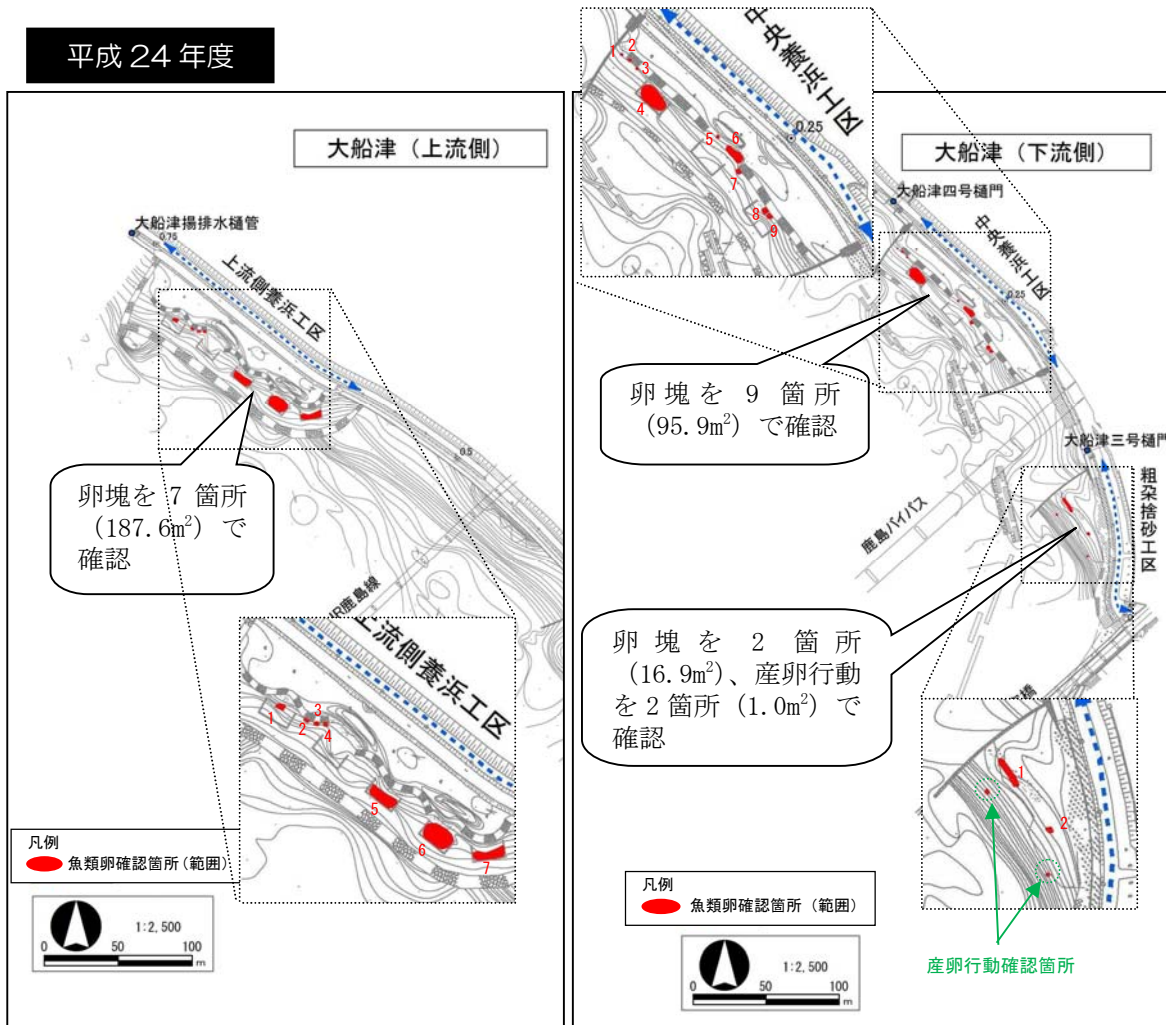 平成 24 年度
大船津（上流側）
大船津揚排水樋管
0.75
上流側養浜工区
卵塊を 7 箇所
（187.6m²）で
確認
0.5
JR鹿島線
上流側養浜工区
1
2
3
4
5
6
7
凡例
魚類卵確認箇所（範囲）
1:2,500
0 50 100
m
大船津（下流側）
中央養浜工区
0.25
1
2
3
4
5
6
7
8
9
大船津四号樋門
中央養浜工区
0.25
卵塊を 9 箇所
（95.9m²）で確認
大船津三号樋門
粗朶捨砂工区
鹿島バイパス
卵塊を 2 箇所
（16.9m²）、産卵行動
を 2 箇所（1.0m²）で
確認
橋
1
2
産卵行動確認箇所
凡例
魚類卵確認箇所（範囲）
1:2,500
0 50 100
m